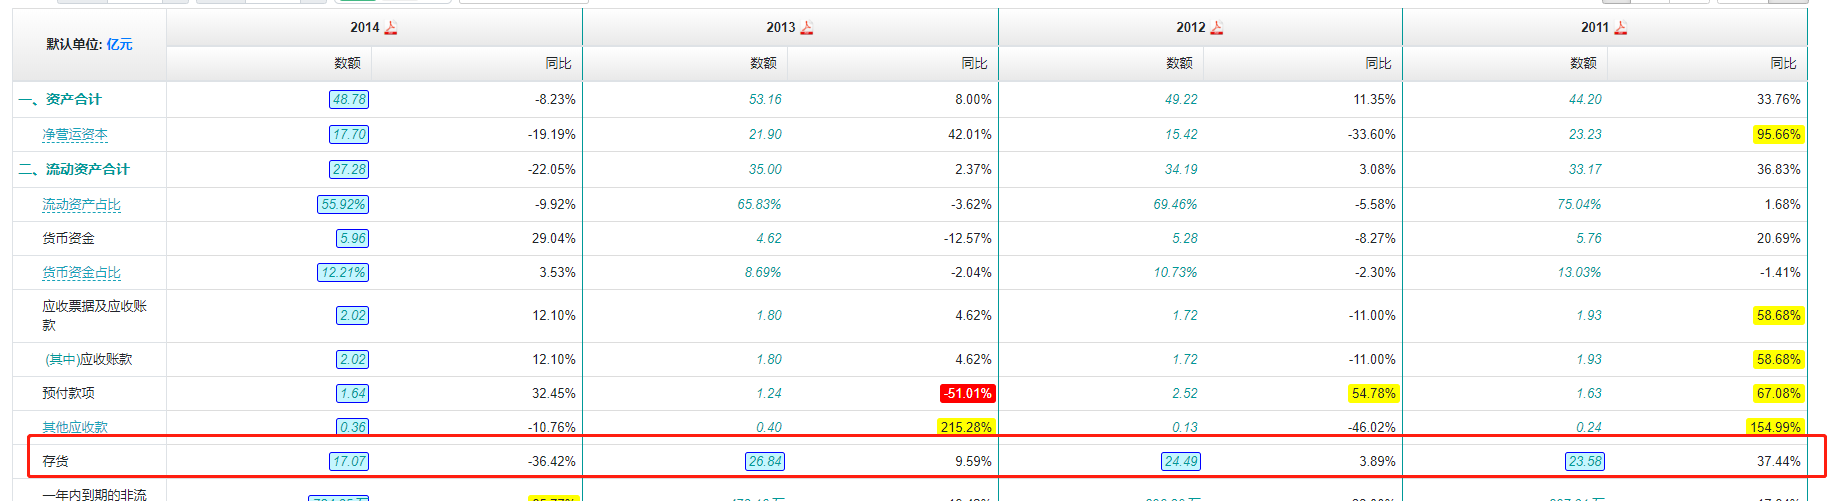 2014 2013 2012 2011
默认单位: 亿元
数额 同比 数额 同比 数额 同比 数额 同比
一、资产合计 48.78 -8.23% 53.16 8.00% 49.22 11.35% 44.20 33.76%
净营运资本 17.70 -19.19% 21.90 42.01% 15.42 -33.60% 23.23 95.66%
二、流动资产合计 27.28 -22.05% 35.00 2.37% 34.19 3.08% 33.17 36.83%
流动资产占比 55.92% -9.92% 65.83% -3.62% 69.46% -5.58% 75.04% 1.68%
货币资金 5.96 29.04% 4.62 -12.57% 5.28 -8.27% 5.76 20.69%
货币资金占比 12.21% 3.53% 8.69% -2.04% 10.73% -2.30% 13.03% -1.41%
应收票据及应收账
款 2.02 12.10% 1.80 4.62% 1.72 -11.00% 1.93 58.68%
(其中)应收账款 2.02 12.10% 1.80 4.62% 1.72 -11.00% 1.93 58.68%
预付款项 1.64 32.45% 1.24 -51.01% 2.52 54.78% 1.63 67.08%
其他应收款 0.36 -10.76% 0.40 215.28% 0.13 -46.02% 0.24 154.99%
存货 17.07 -36.42% 26.84 9.59% 24.49 3.89% 23.58 37.44%
一年内到期的非流